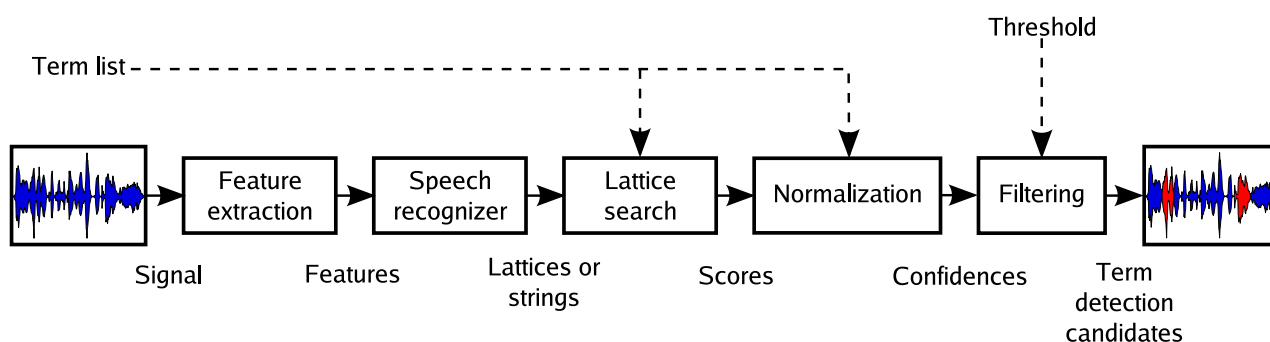 Threshold
Term list
Feature
extraction
Speech
recognizer
Lattice
search
Normalization
Filtering
Signal
Features
Lattices or
strings
Scores
Confidences
Term
detection
candidates